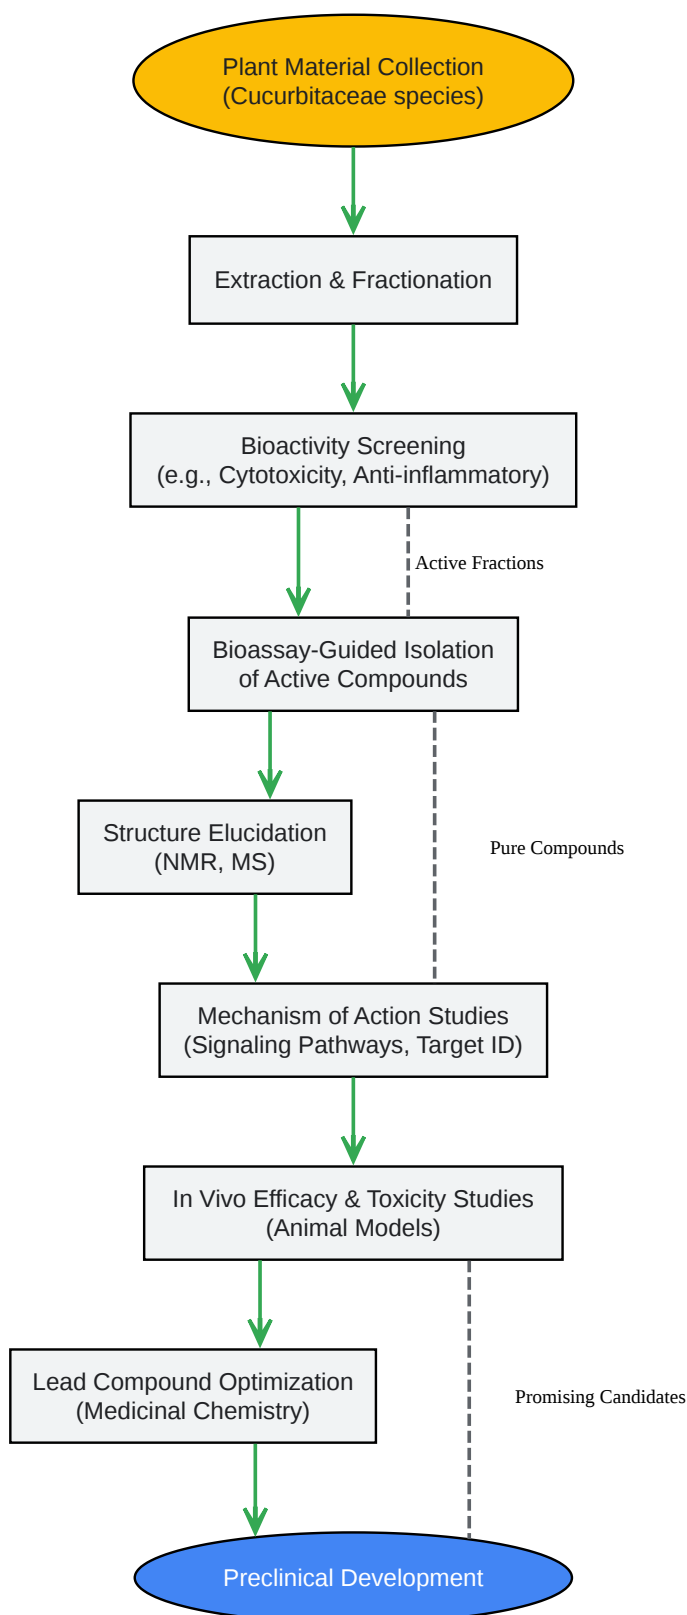 Plant Material Collection
(Cucurbitaceae species)
Extraction & Fractionation
Bioactivity Screening
(e.g., Cytotoxicity, Anti-inflammatory)
Active Fractions
Bioassay-Guided Isolation
of Active Compounds
Structure Elucidation
(NMR, MS)
Pure Compounds
Mechanism of Action Studies
(Signaling Pathways, Target ID)
In Vivo Efficacy & Toxicity Studies
(Animal Models)
Lead Compound Optimization
(Medicinal Chemistry)
Promising Candidates
Preclinical Development